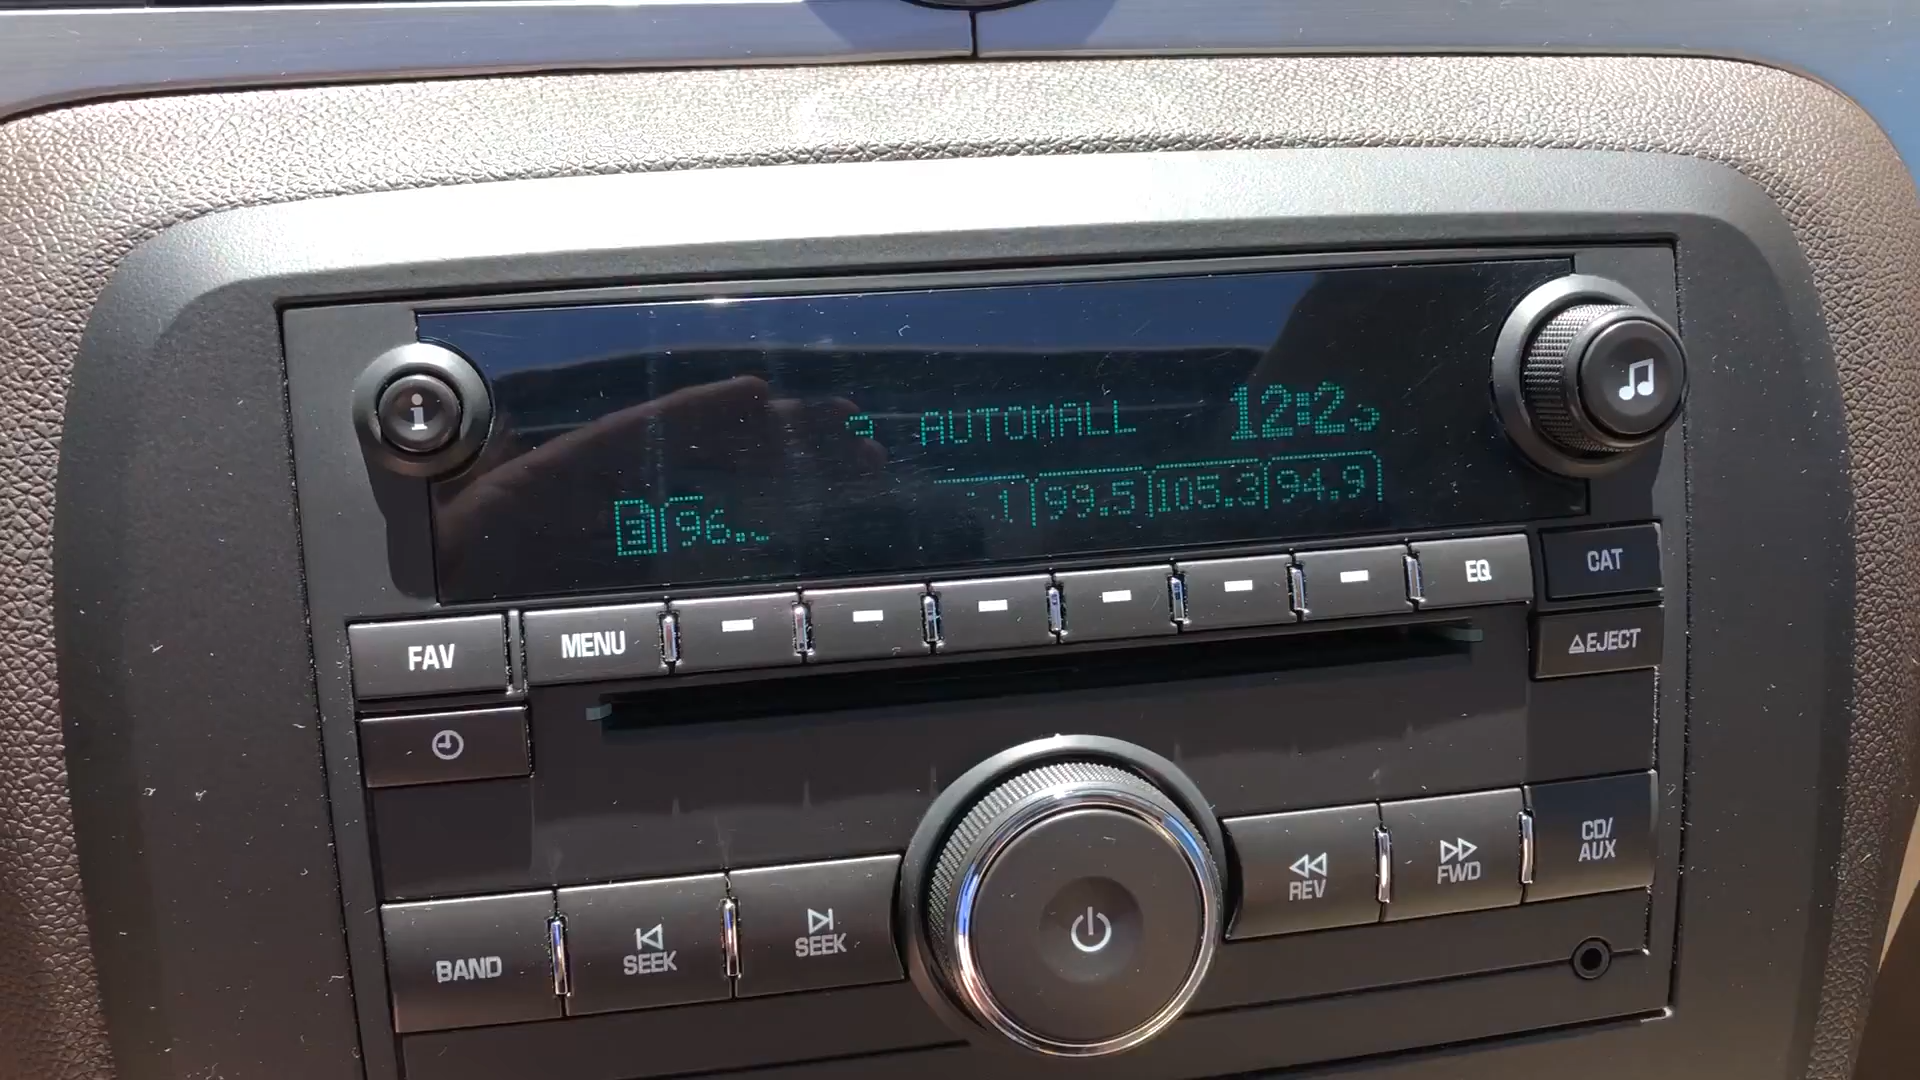 9 AUTOMALL 12:2
3 96. 99.5 105.3 94.9
FAV MENU EQ CAT
EJECT
BAND SEEK SEEK REV FWD CD/
AUX